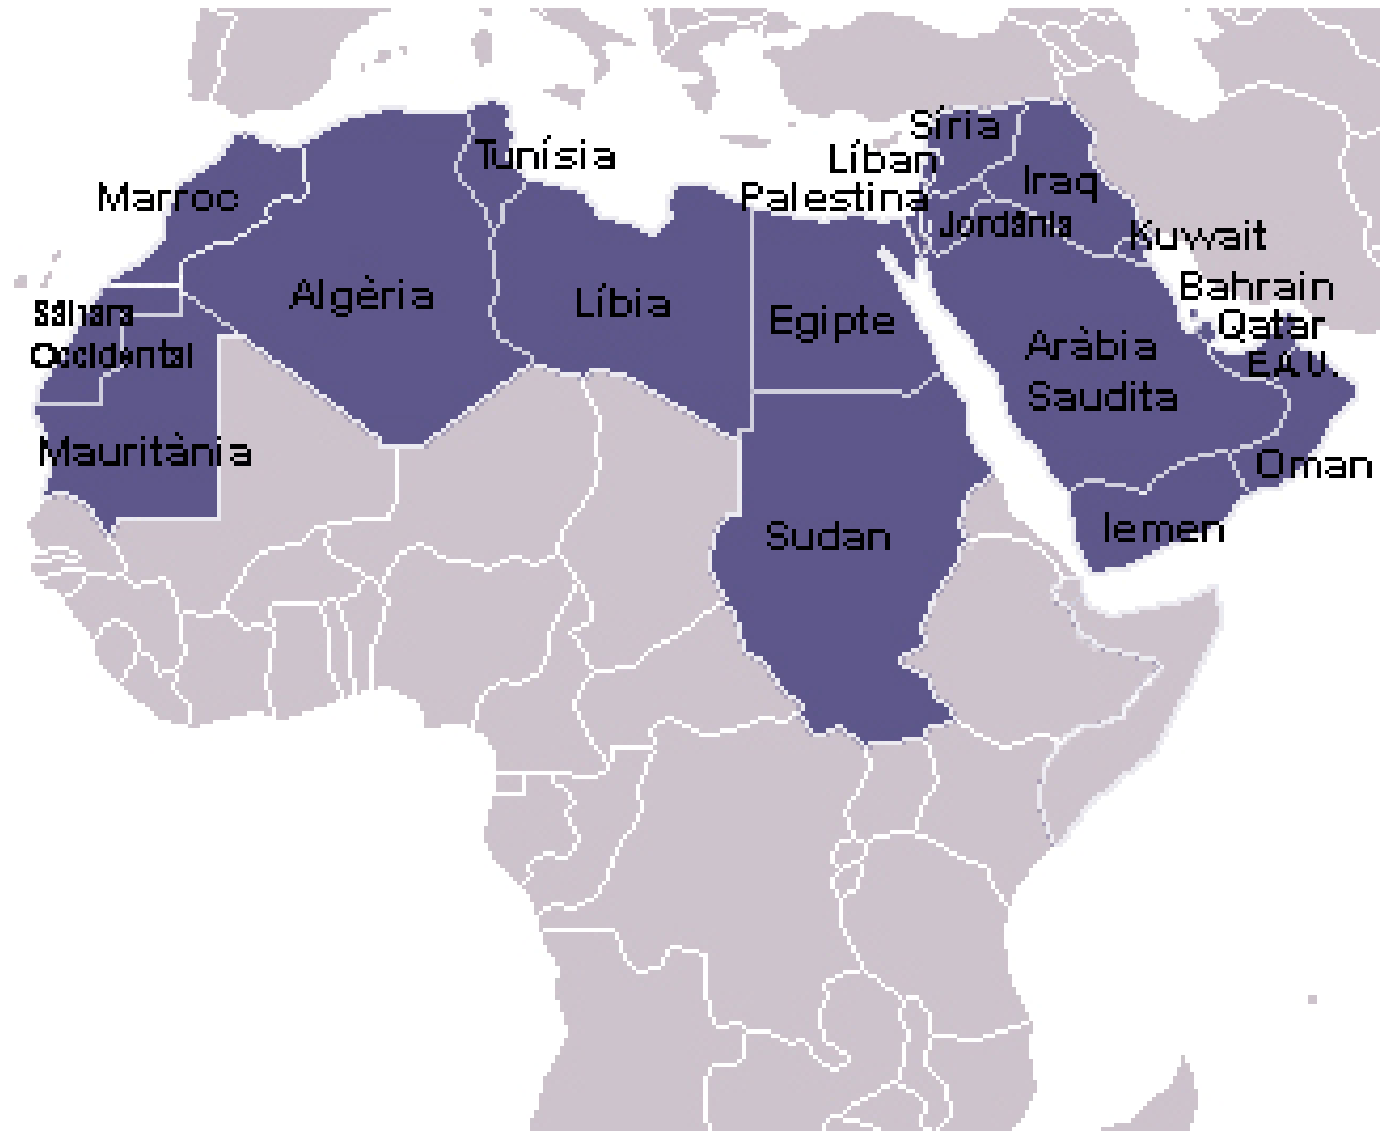 Síria
Tunísia
Líban
Iraq
Marroc
Palestina
Jordània
Kuwait
Bahrain
Algèria
Líbia
Sàhara
Occidental
Egipte
Qatar
Aràbia
Saudita
E.A.U.
Mauritània
Oman
Sudan
Iemen